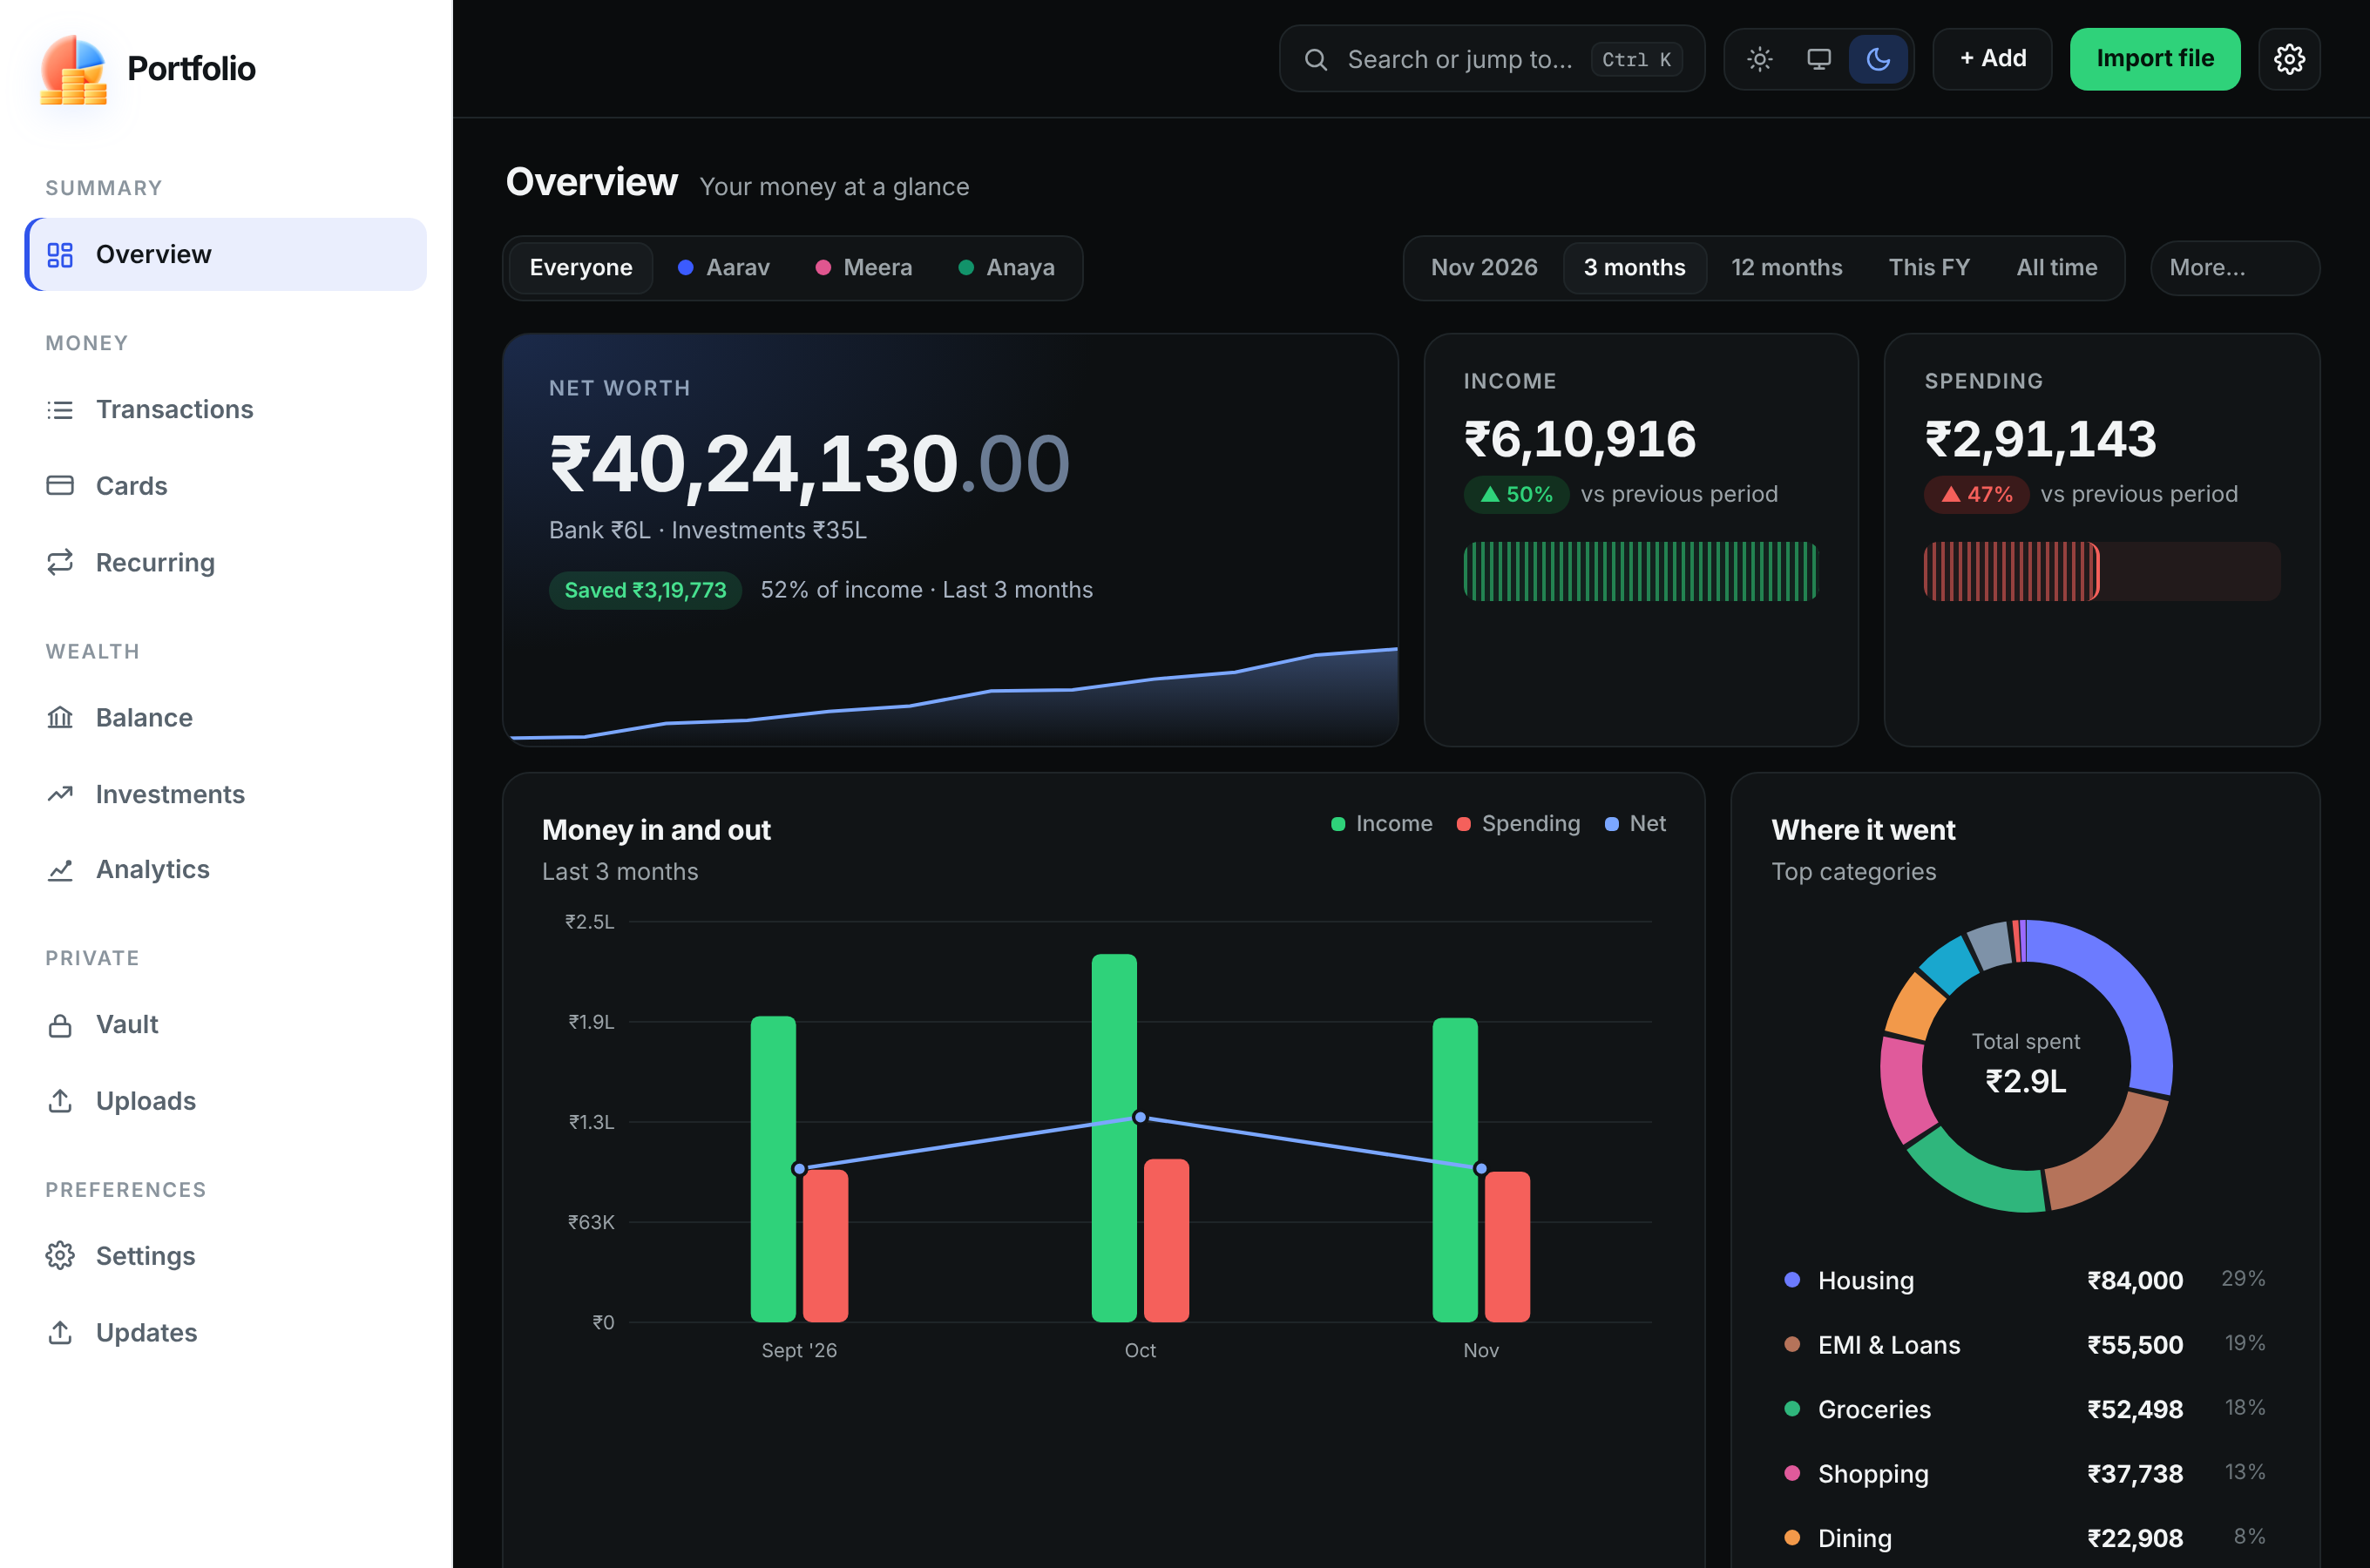 Portfolio
SUMMARY
Overview
MONEY
Transactions
Cards
Recurring
WEALTH
Balance
Investments
Analytics
PRIVATE
Vault
Uploads
PREFERENCES
Settings
Updates
Search or jump to... Ctrl K
+ Add
Import file
Overview Your money at a glance
Everyone Aarav Meera Anaya
Nov 2026 3 months 12 months This FY All time More...
NET WORTH
₹40,24,130.00
Bank ₹6L · Investments ₹35L
Saved ₹3,19,773 52% of income · Last 3 months
INCOME
₹6,10,916
▲ 50% vs previous period
SPENDING
₹2,91,143
▲ 47% vs previous period
Money in and out
Last 3 months
Income Spending Net
₹2.5L
₹1.9L
₹1.3L
₹63K
₹0
Sept '26 Oct Nov
Where it went
Top categories
Total spent
₹2.9L
Housing ₹84,000 29%
EMI & Loans ₹55,500 19%
Groceries ₹52,498 18%
Shopping ₹37,738 13%
Dining ₹22,908 8%